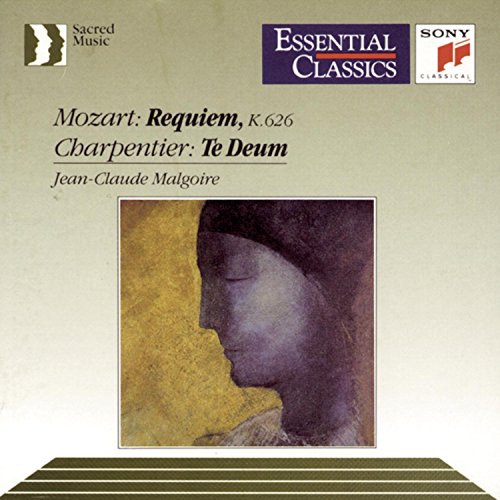 Sacred
Music
ESSENTIAL
CLASSICS
SONY
CLASSICAL
Mozart: Requiem, K.626
Charpentier: Te Deum
Jean-Claude Malgoire